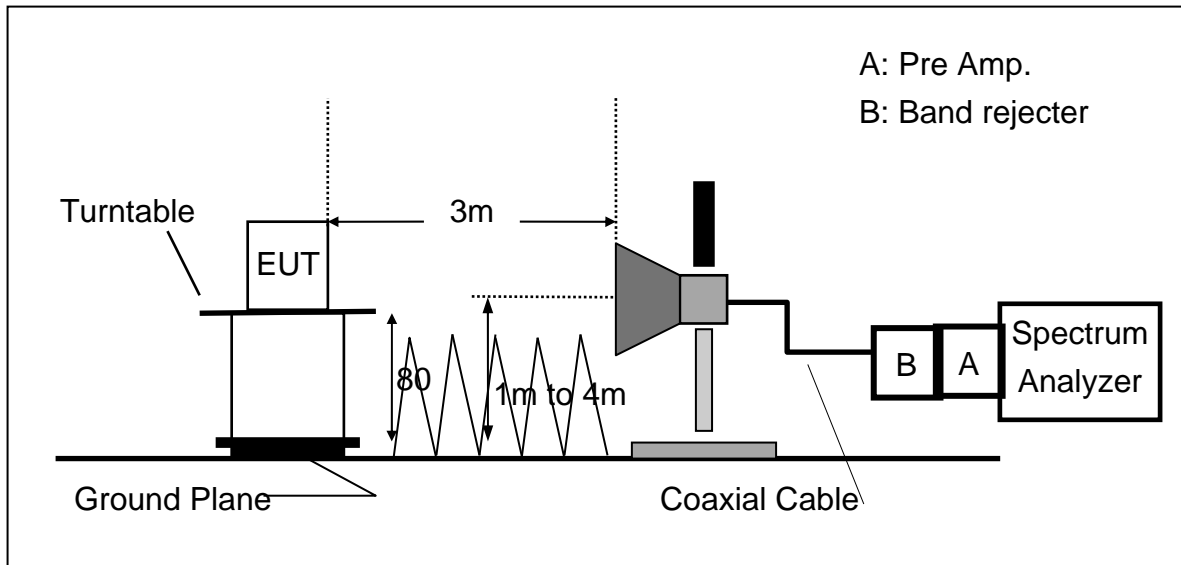 A: Pre Amp.
B: Band rejecter
Turntable
3m
EUT
80
1m to 4m
B
A
Spectrum
Analyzer
Ground Plane
Coaxial Cable